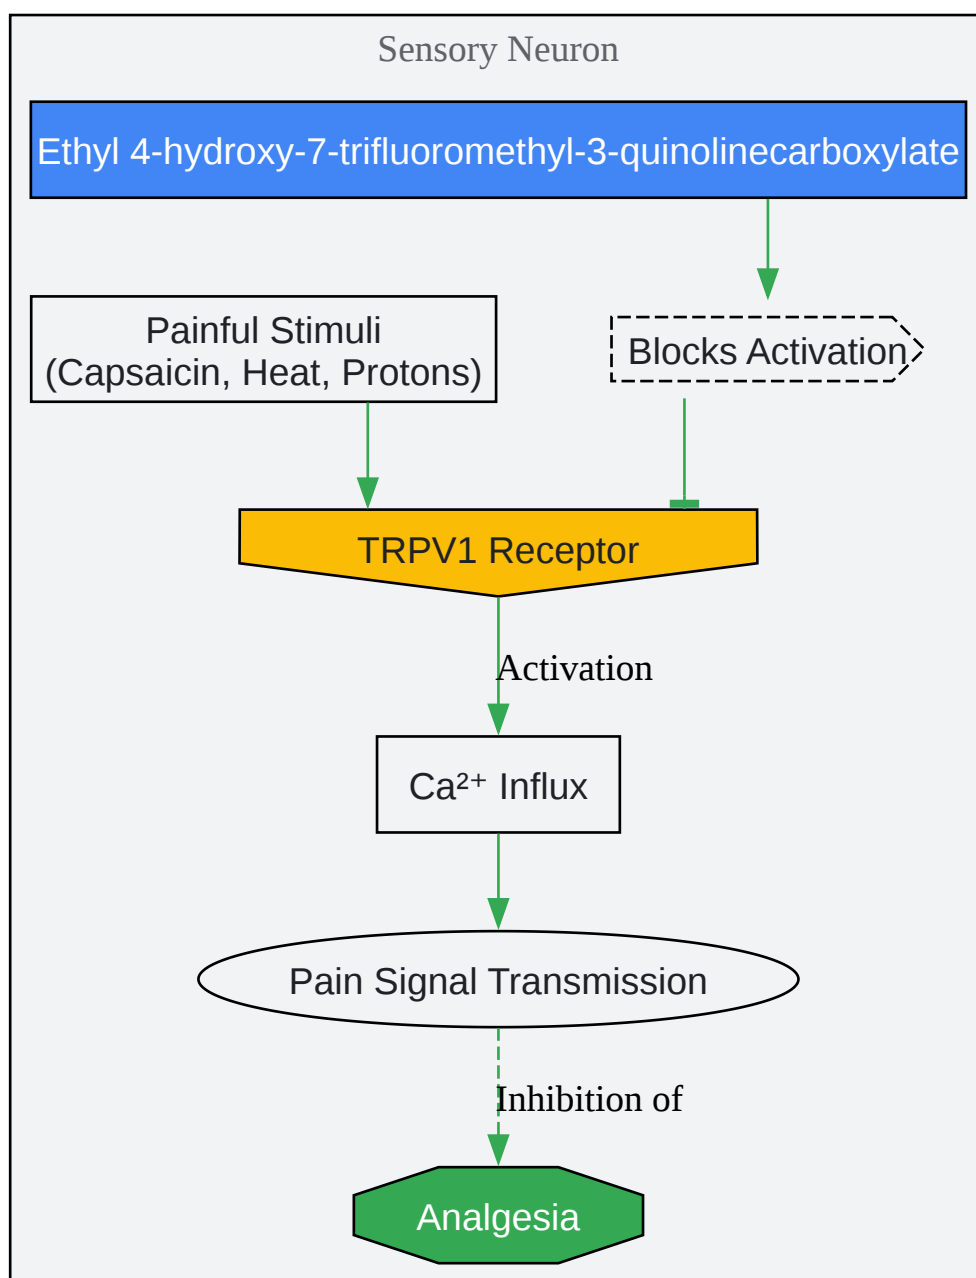 Sensory Neuron
Ethyl 4-hydroxy-7-trifluoromethyl-3-quinolinecarboxylate
Painful Stimuli
(Capsaicin, Heat, Protons)
Blocks Activation
TRPV1 Receptor
Activation
Ca²⁺ Influx
Pain Signal Transmission
Inhibition of
Analgesia